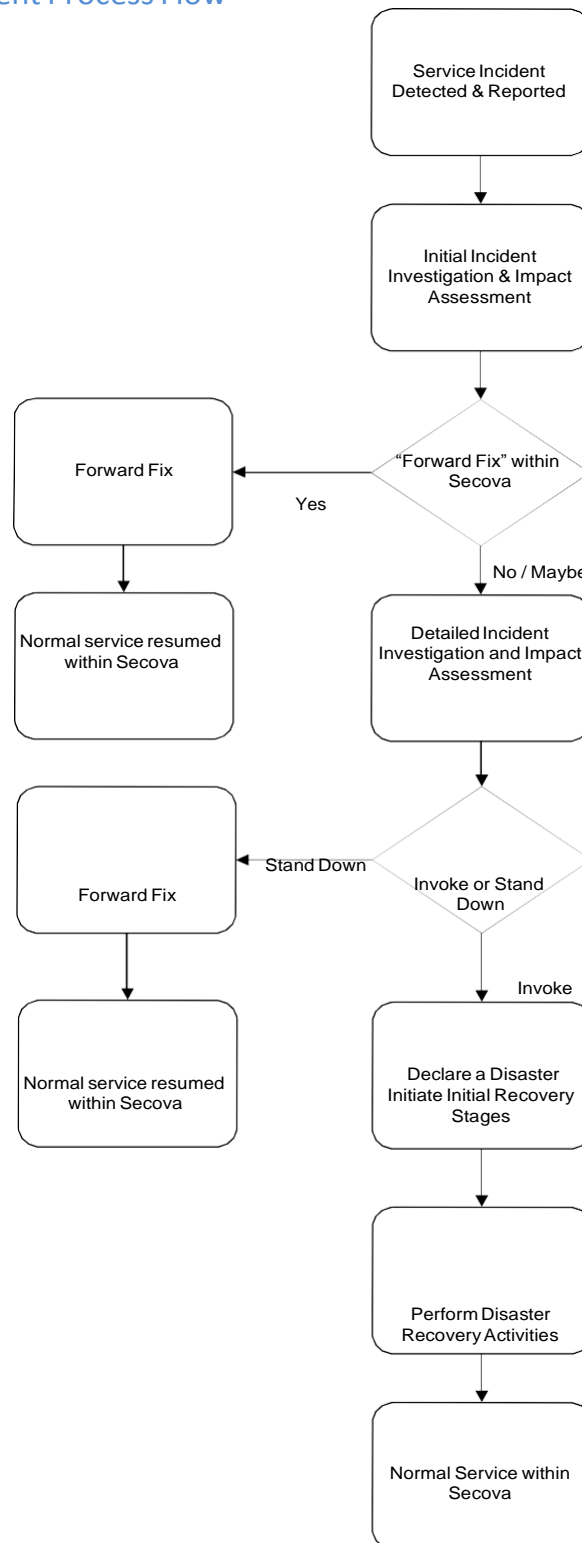 Process Flow
Service Incident
Detected & Reported
Initial Incident
Investigation & Impact
Assessment
"Forward Fix" within
Secova
Forward Fix
Yes
No / Maybe
Normal service resumed
within Secova
Detailed Incident
Investigation and Impact
Assessment
Stand Down
Invoke or Stand
Down
Forward Fix
Invoke
Normal service resumed
within Secova
Declare a Disaster
Initiate Initial Recovery
Stages
Perform Disaster
Recovery Activities
Normal Service within
Secova